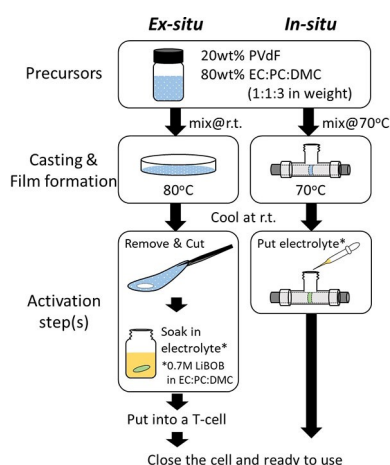 Ex-situ
In-situ
Precursors
20wt% PVdF
80wt% EC:PC:DMC
(1:1:3 in weight)
mix@r.t.
mix@70°C
Casting &
Film formation
80°C
70°C
Cool at r.t.
Activation
step(s)
Remove & Cut
Put electrolyte*
Soak in
electrolyte*
*0.7M LiBOB
in EC:PC:DMC
Put into a T-cell
Close the cell and ready to use